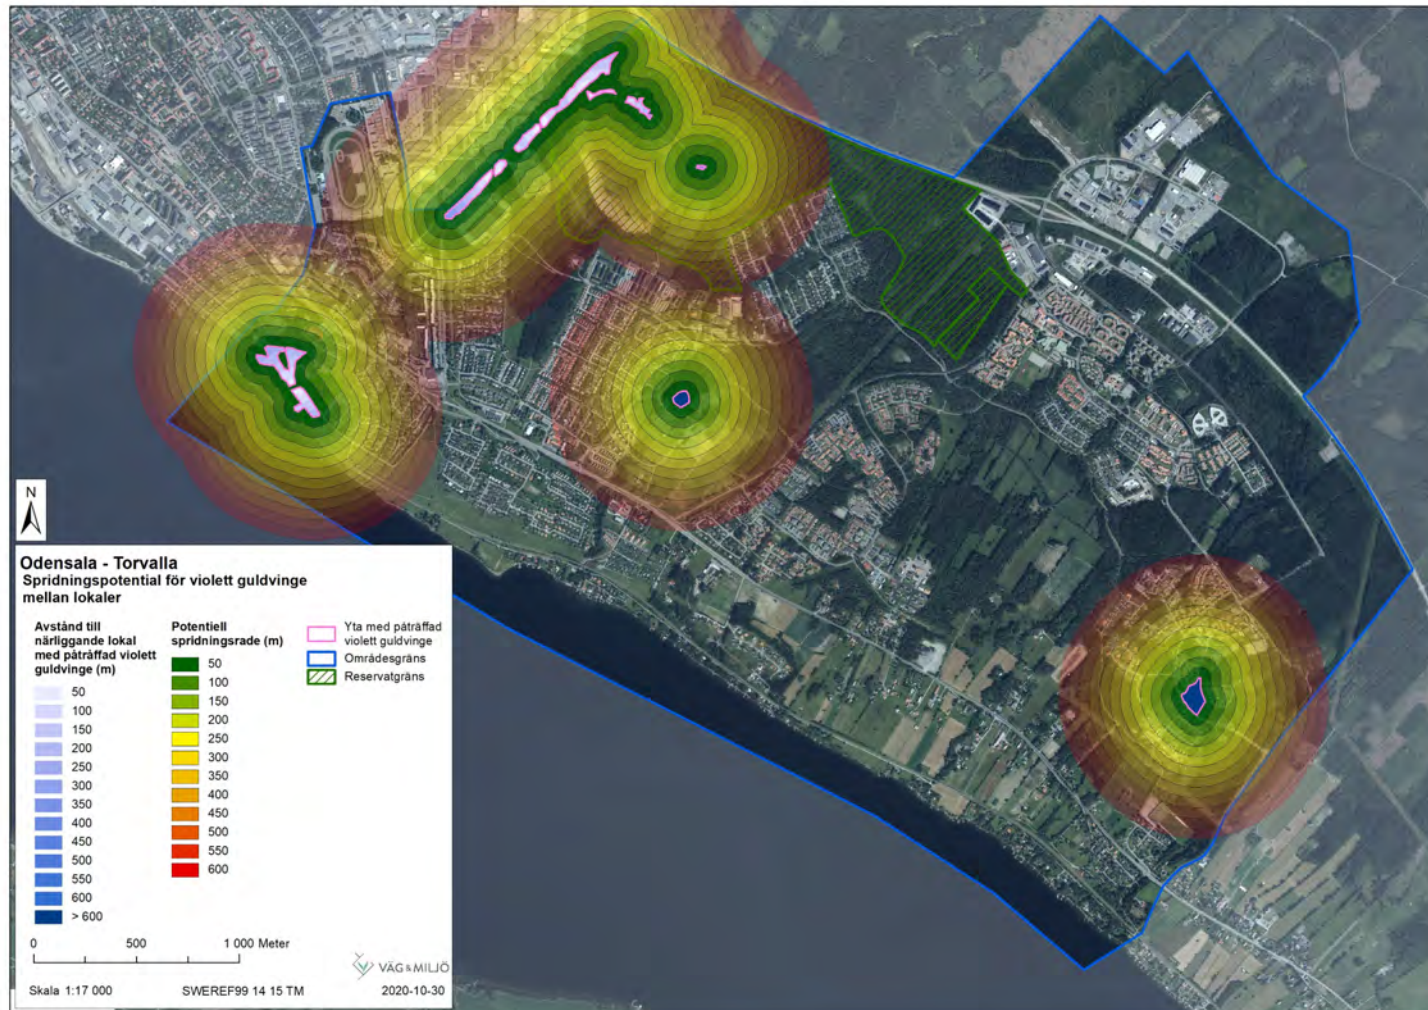 N
Odensala - Torvalla
Spridningspotential för violett guldvinge
mellan lokaler
Avstånd till
närliggande lokal
med påträffad violett
guldvinge (m)
50
100
150
200
250
300
350
400
450
500
550
600
> 600
Potentiell
spridningsrade (m)
50
100
150
200
250
300
350
400
450
500
550
600
Yta med påträffad
violett guldvinge
Områdesgräns
Reservatgräns
0 500 1 000 Meter
VÄG & MILJÖ
Skala 1:17 000 SWEREF99 14 15 TM 2020-10-30